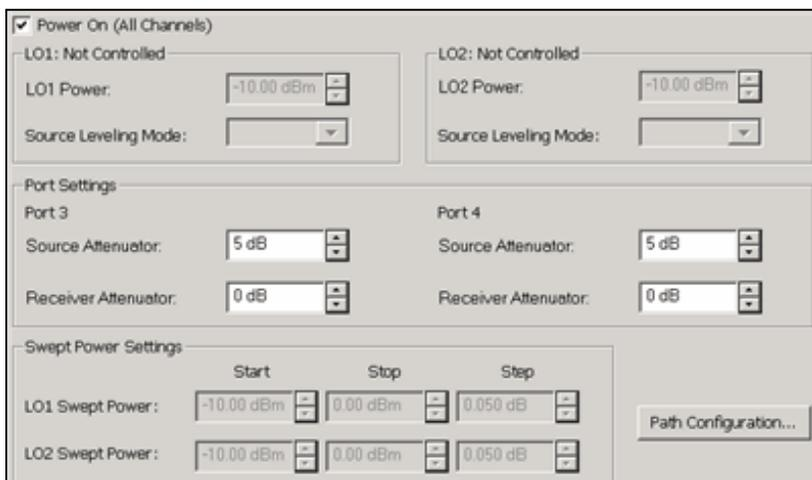 Power On (All Channels)
LO1: Not Controlled
LO1 Power: -10.00 dBm
Source Leveling Mode:
LO2: Not Controlled
LO2 Power: -10.00 dBm
Source Leveling Mode:
Port Settings
Port 3
Source Attenuator: 5 dB
Receiver Attenuator: 0 dB
Port 4
Source Attenuator: 5 dB
Receiver Attenuator: 0 dB
Swept Power Settings
Start Stop Step
LO1 Swept Power: -10.00 dBm 0.00 dBm 0.050 dB
LO2 Swept Power: -10.00 dBm 0.00 dBm 0.050 dB
Path Configuration...